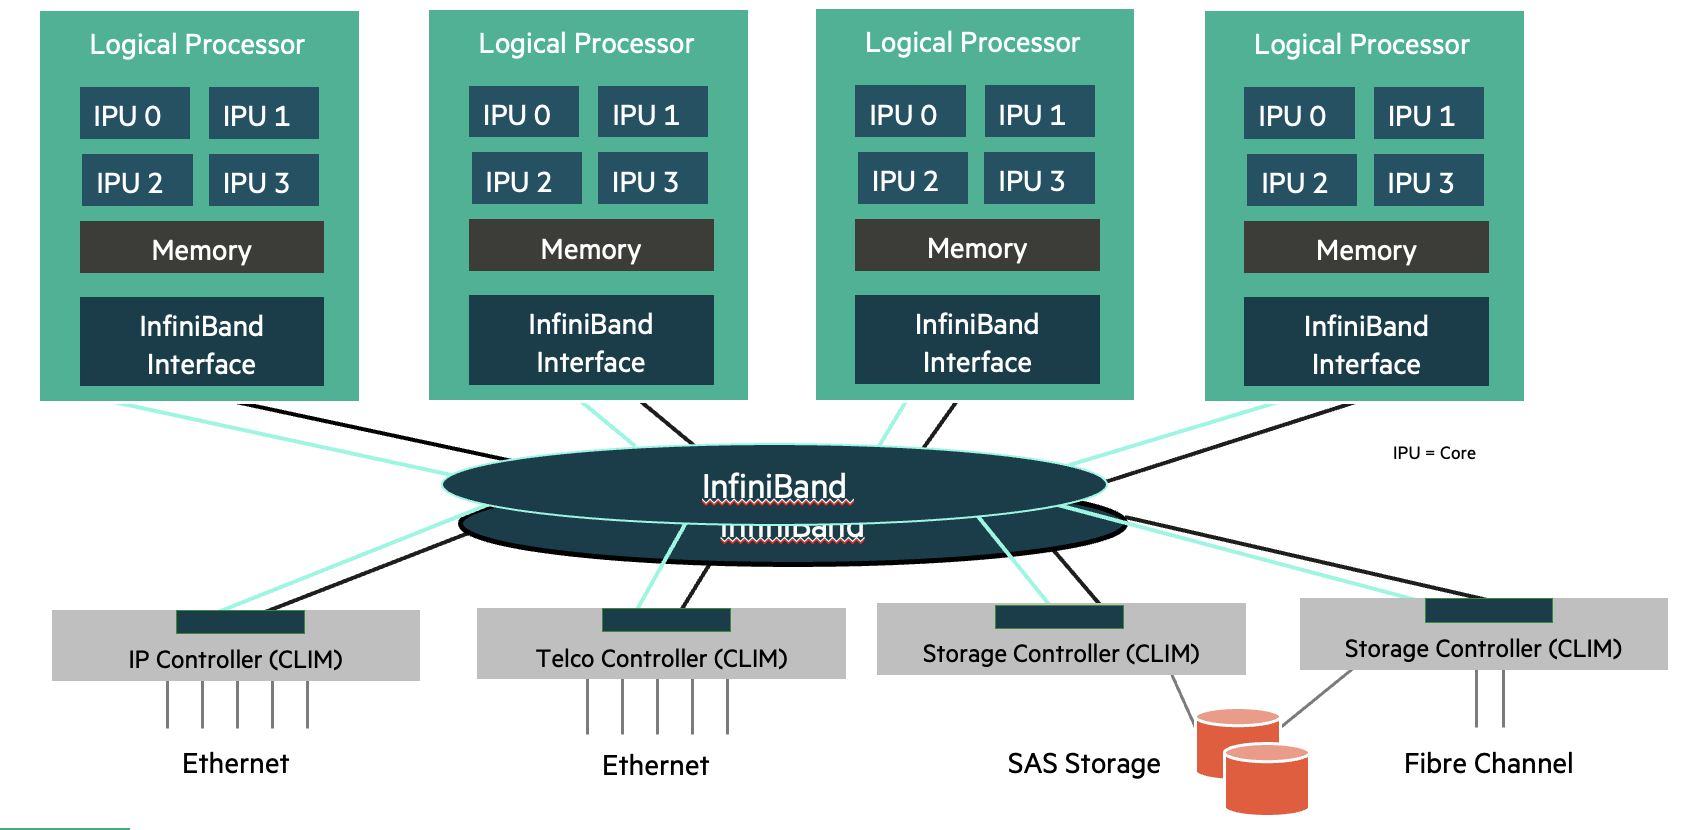 Logical Processor
IPU 0
IPU 1
IPU 2
IPU 3
Memory
InfiniBand
Interface
Logical Processor
IPU 0
IPU 1
IPU 2
IPU 3
Memory
InfiniBand
Interface
Logical Processor
IPU 0
IPU 1
IPU 2
IPU 3
Memory
InfiniBand
Interface
Logical Processor
IPU 0
IPU 1
IPU 2
IPU 3
Memory
InfiniBand
Interface
IPU = Core
InfiniBand
InfiniBand
IP Controller (CLIM)
Telco Controller (CLIM)
Storage Controller (CLIM)
Storage Controller (CLIM)
Ethernet
Ethernet
SAS Storage
Fibre Channel